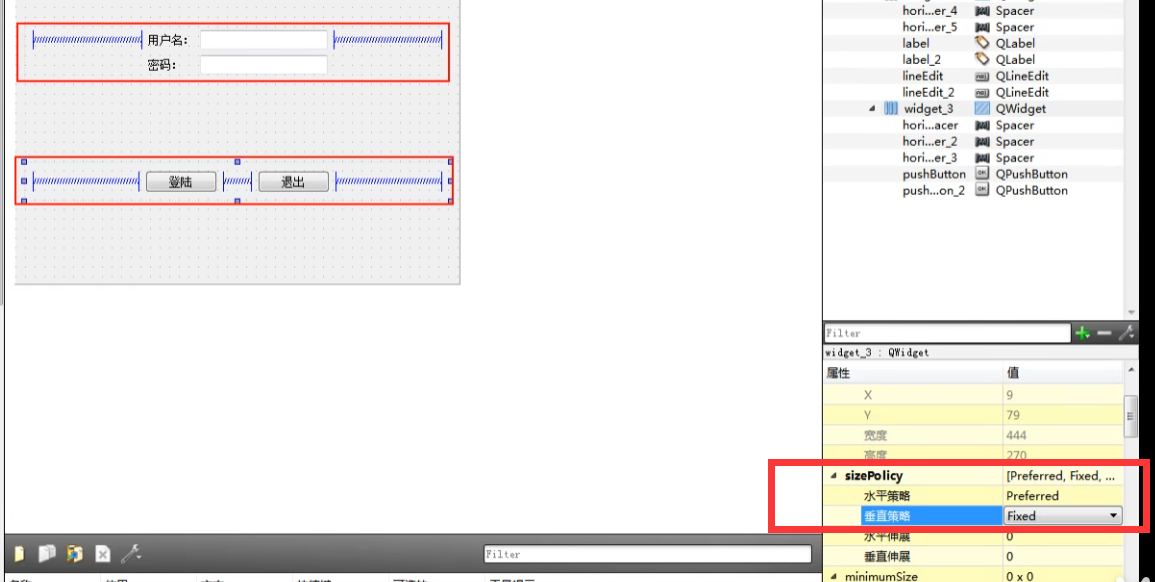 用户名：
密码：
登陆
退出
hori...er_4 Spacer
hori...er_5 Spacer
label QLabel
label_2 QLabel
lineEdit QLineEdit
lineEdit_2 QLineEdit
widget_3 QWidget
hori...acer Spacer
hori...er_2 Spacer
hori...er_3 Spacer
pushButton QPushButton
push...on_2 QPushButton
Filter
widget_3 : QWidget
属性 值
X 9
Y 79
宽度 444
高度 270
sizePolicy [Preferred, Fixed, ...
水平策略 Preferred
垂直策略 Fixed
水平伸展 0
垂直伸展 0
minimumSize 0 x 0
Filter